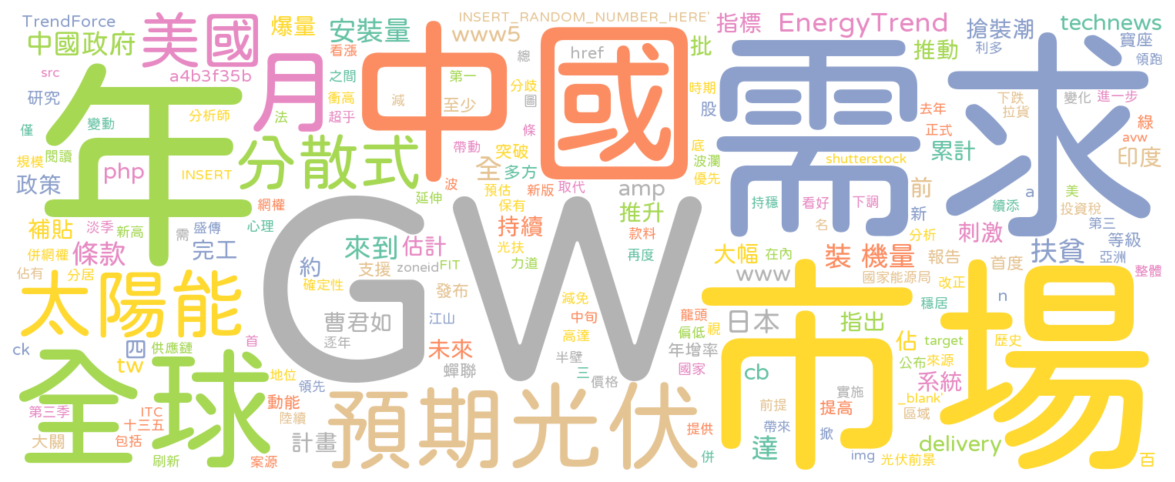 TrendForce
美國
爆量
安裝量
INSERT_RANDOM_NUMBER_HERE'
指標
EnergyTrend
搶裝潮
technews
中國政府
月
看漲
www5
href
總
批
推動
利多
寶座
領跑
src
a4b3f35b
之間
第一
分歧
時期
需求
研究
年
分析師
衝高
減
至少
圖
中國
股
去年
下跌
拉貨
變化
進一步
僅
變動
法
超乎
條
底
正式
綠
avw
規模
閱讀
php
分散式
帶動
全
突破
多方
波瀾
shutterstock
累計
印度
政策
INSERT
波
預估
新版
取代
amp
優先
前
a
美
延伸
保有
持穩
看好
下調
新
續添
投資稅
補貼
淡季
新高
網權
盛傳
心理
GW
持續
推升
名
分析
刺激
第三
等級
條款
需
完工
來到
估計
光扶
款料
大幅
在內
裝
機量
報告
首度
扶貧
亞洲
併網權
約
支援
zoneid
FIT
力道
再度
www
國家能源局
整體
佔有
分居
確定性
發布
減免
市場
改正
n
太陽能
曹君如
江山
中旬
龍頭
日本
穩居
逐年
高達
偏低
視
指出
佔
target
歷史
ck
四
供應鏈
首
未來
半壁
年增率
公布
來源
tw
蟬聯
國家
cb
系統
全球
地位
領先
三
價格
實施
_blank'
第三季
ITC
動能
預期
光伏
前提
提高
區域
十三五
陸續
大關
包括
計畫
提供
帶來
掀
達
delivery
刷新
案源
併
img
光伏前景
百